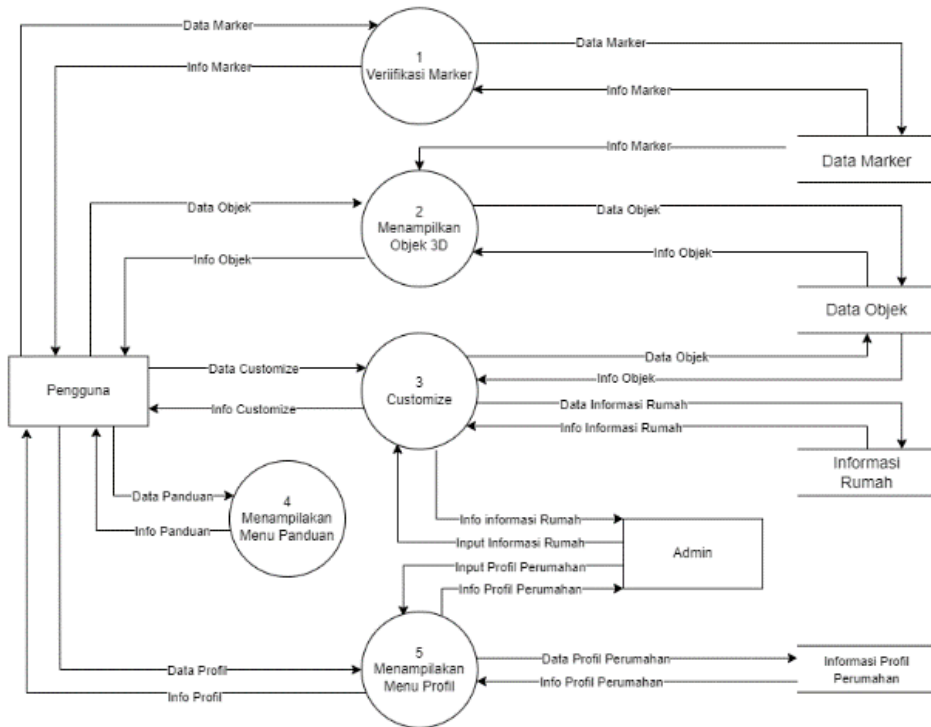 Data Marker
Info Marker
1
Veriifikasi Marker
Data Marker
Info Marker
Data Marker
Info Marker
Data Objek
Info Objek
2
Menampilkan
Objek 3D
Data Objek
Info Objek
Data Objek
Pengguna
Data Customize
Info Customize
3
Customize
Data Objek
Info Objek
Data Informasi Rumah
Info Informasi Rumah
Informasi
Rumah
Data Panduan
Info Panduan
4
Menampilakan
Menu Panduan
Info informasi Rumah
Input Informasi Rumah
Input Profil Perumahan
Info Profil Perumahan
Admin
Data Profil
Info Profil
5
Menampilakan
Menu Profil
Data Profil Perumahan
Info Profil Perumahan
Informasi Profil
Perumahan